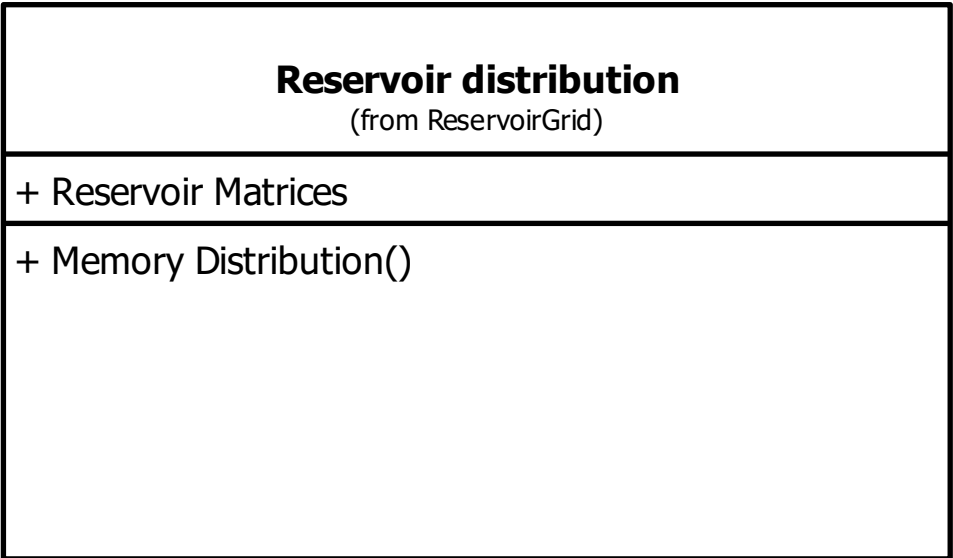 Reservoir distribution
(from ReservoirGrid)
+ Reservoir Matrices
+ Memory Distribution()